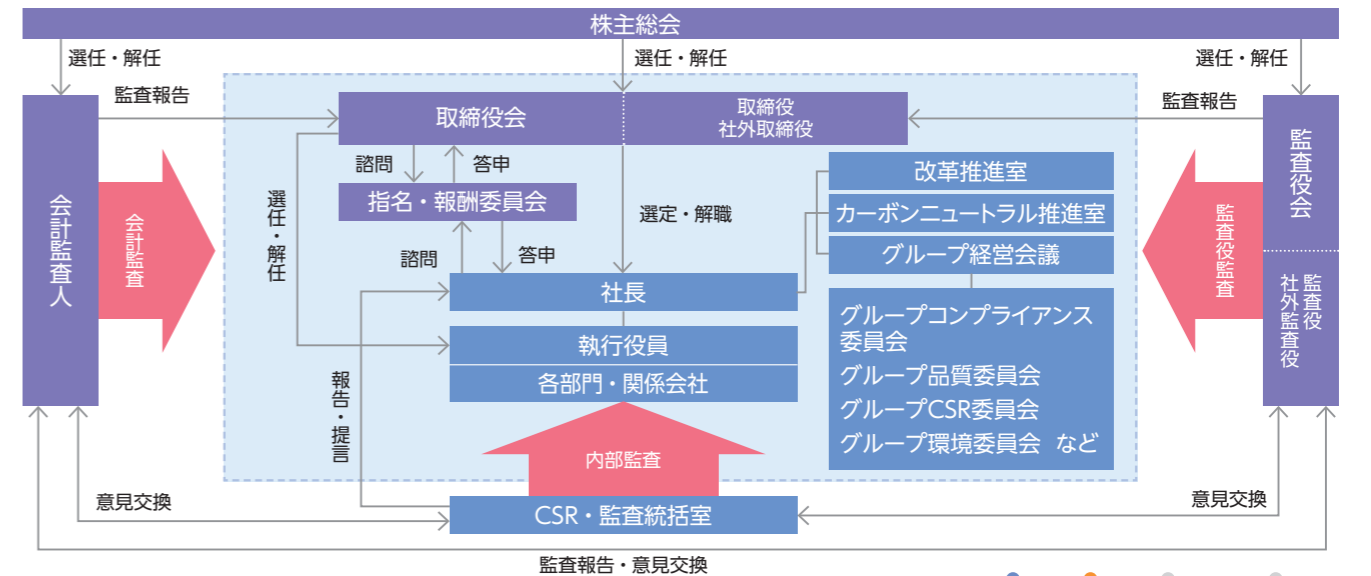 株主総会
選任・解任
選任・解任
選任・解任
監査報告
監査報告
取締役会
取締役
社外取締役
諮問
答申
指名・報酬委員会
選任・解任
選定・解職
諮問
答申
改革推進室
カーボンニュートラル推進室
グループ経営会議
会計監査人
会計監査
監査役監査
監査役会
監査役
社外監査役
社長
執行役員
各部門・関係会社
グループコンプライアンス
委員会
グループ品質委員会
グループCSR委員会
グループ環境委員会 など
報告・提言
内部監査
意見交換
CSR・監査統括室
意見交換
監査報告・意見交換